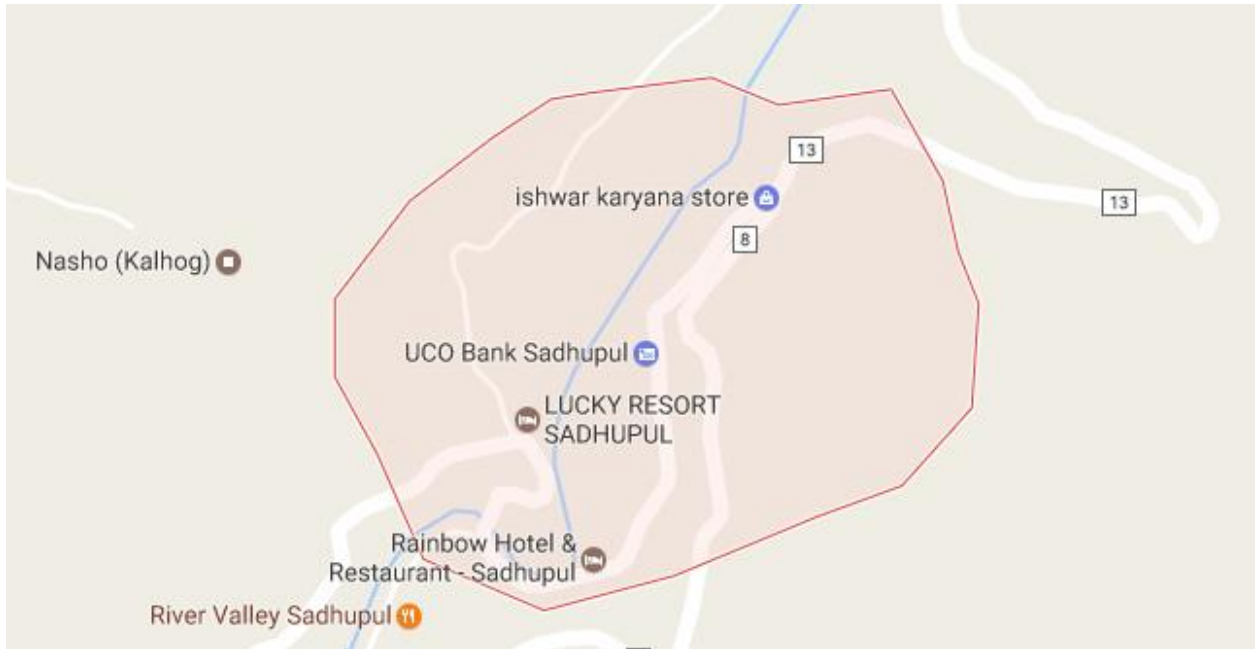 13
ishwar karyana store
13
8
Nasho (Kalhog)
UCO Bank Sadhupul
LUCKY RESORT
SADHUPUL
Rainbow Hotel &
Restaurant - Sadhupul
River Valley Sadhupul